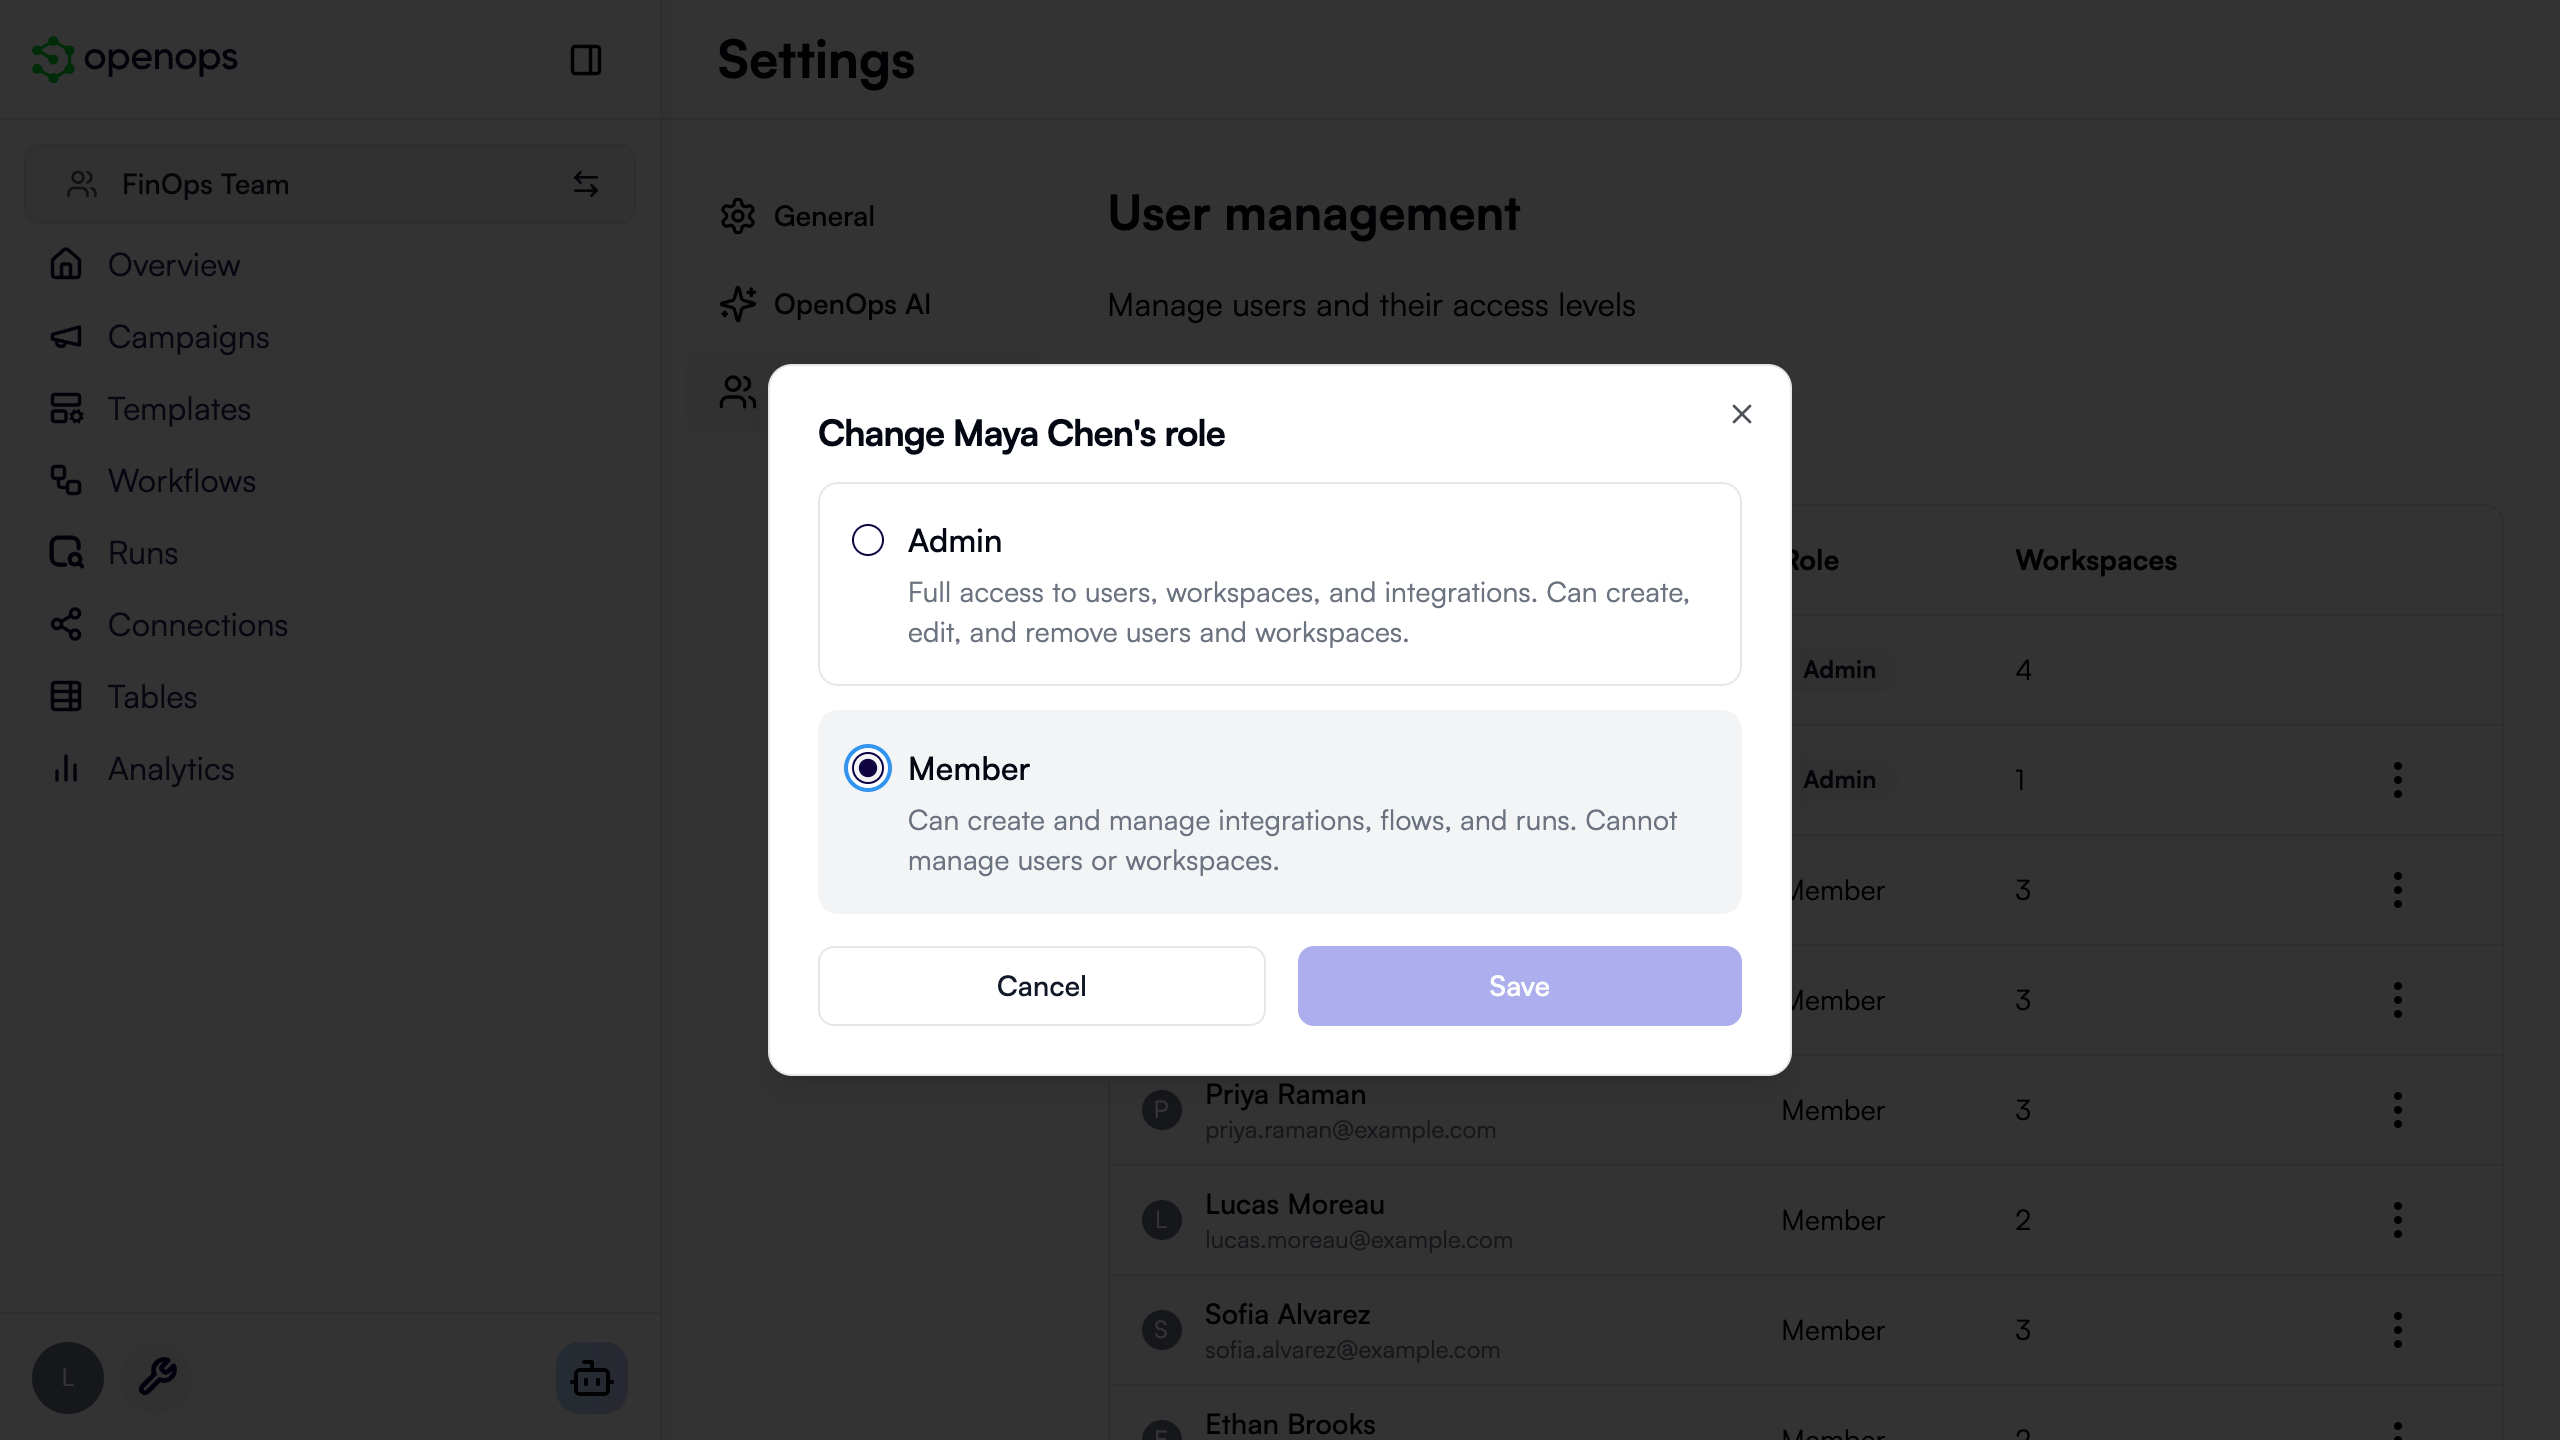 openops
Settings
FinOps Team
Overview
Campaigns
Templates
Workflows
Runs
Connections
Tables
Analytics
L
General
OpenOps AI
User management
Manage users and their access levels
Change Maya Chen's role
Admin
Full access to users, workspaces, and integrations. Can create,
edit, and remove users and workspaces.
Member
Can create and manage integrations, flows, and runs. Cannot
manage users or workspaces.
Cancel
Save
Role
Workspaces
Admin
4
Admin
1
Member
3
Member
3
P
Priya Raman
priya.raman@example.com
Member
3
L
Lucas Moreau
lucas.moreau@example.com
Member
2
S
Sofia Alvarez
sofia.alvarez@example.com
Member
3
E
Ethan Brooks
Member
2